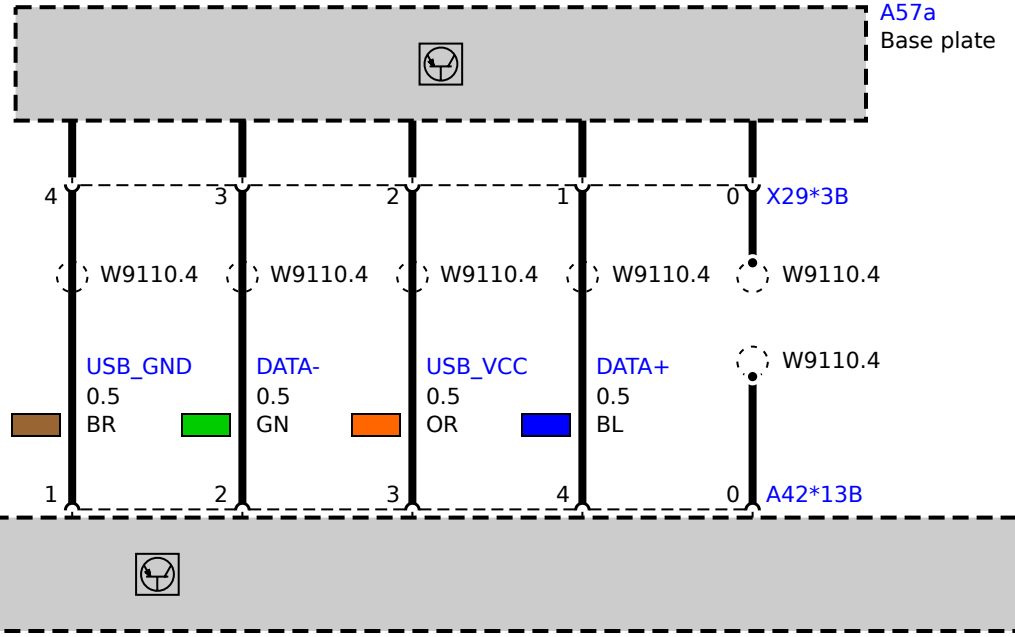 A57a
Base plate
4 3 2 1 0 X29*3B
W9110.4 W9110.4 W9110.4 W9110.4 W9110.4
W9110.4
USB_GND DATA- USB_VCC DATA+
0.5 0.5 0.5 0.5
BR GN OR BL
1 2 3 4 0 A42*13B